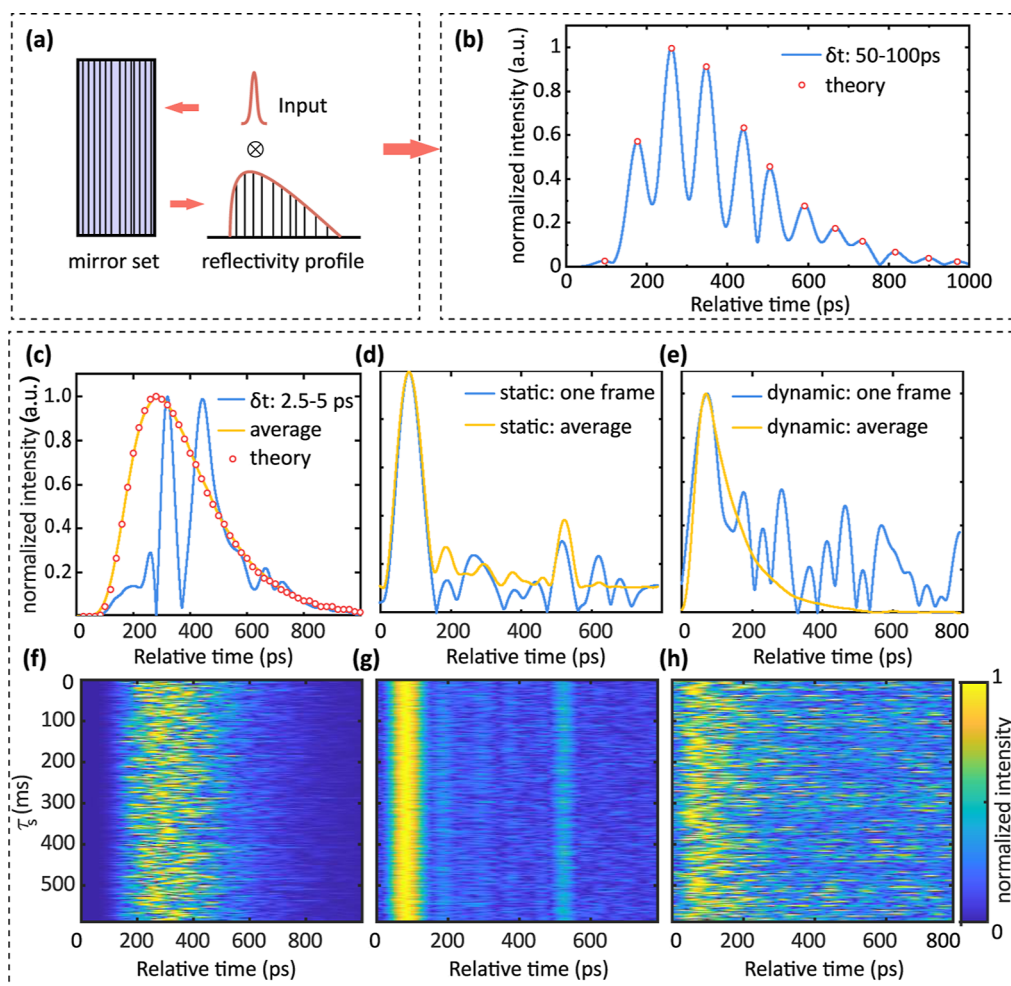 (a)
Input
⊗
mirror set
reflectivity profile
(b)
normalized intensity (a.u.)
1
0.8
0.6
0.4
0.2
0
δt: 50-100ps
theory
0 200 400 600 800 1000
Relative time (ps)
(c)
normalized intensity (a.u.)
1.0
0.8
0.6
0.4
0.2
δt: 2.5-5 ps
average
theory
0 200 400 600 800
Relative time (ps)
(d)
static: one frame
static: average
0 200 400 600
Relative time (ps)
(e)
dynamic: one frame
dynamic: average
0 200 400 600 800
Relative time (ps)
(f)
τs (ms)
0
100
200
300
400
500
0 200 400 600 800
Relative time (ps)
(g)
0 200 400 600
Relative time (ps)
(h)
0 200 400 600 800
Relative time (ps)
1
normalized intensity
0